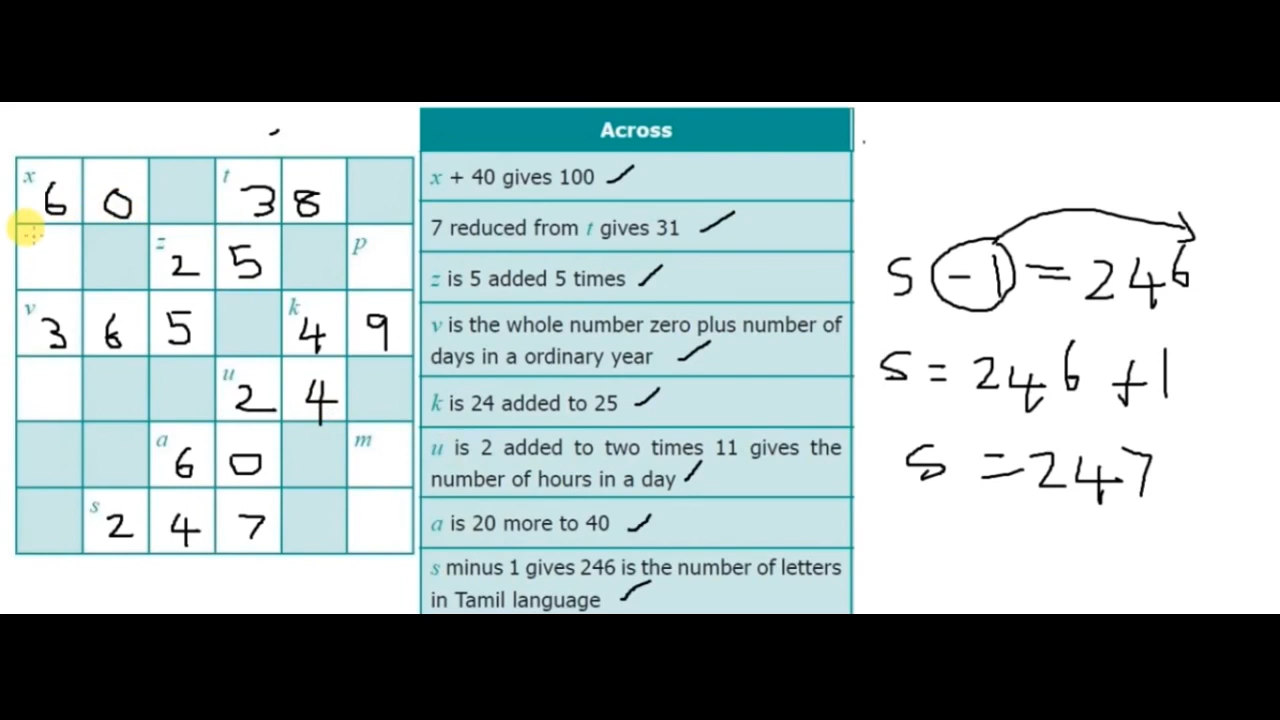 x 6 0 t 3 8
z 2 5 p
v 3 6 5 k 4 9
u 2 4
a 6 0 m
s 2 4 7
Across
x + 40 gives 100
7 reduced from t gives 31
z is 5 added 5 times
v is the whole number zero plus number of
days in a ordinary year
k is 24 added to 25
u is 2 added to two times 11 gives the
number of hours in a day
a is 20 more to 40
s minus 1 gives 246 is the number of letters
in Tamil language
s - 1 = 246
s = 246 + 1
s = 247